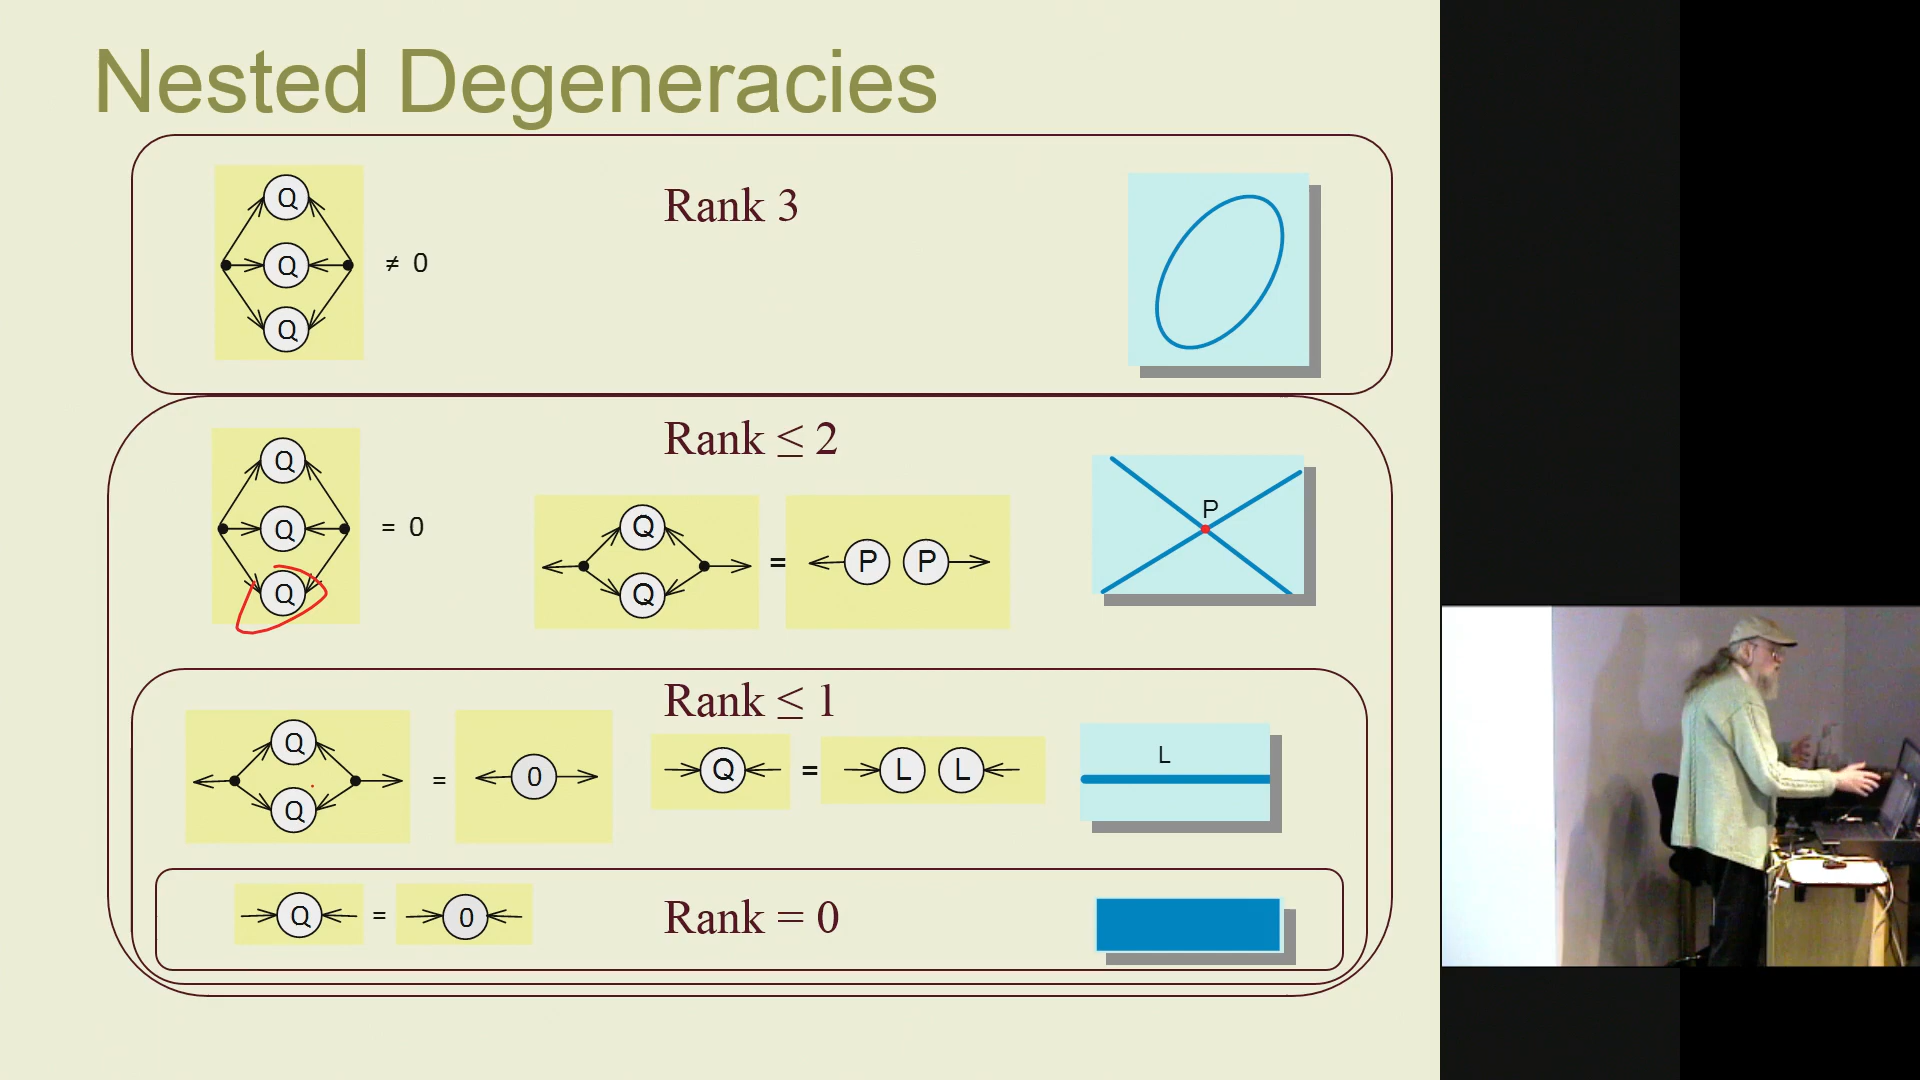 Nested Degeneracies
Rank 3
Q
Q
Q
≠ 0
Rank ≤ 2
Q
Q
Q
= 0
Q
Q
=
P P
P
Rank ≤ 1
Q
Q
=
0
Q
=
L L
L
Q
=
0
Rank = 0